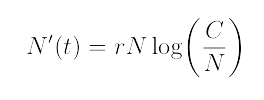 N′(t) = rN log(C/N)